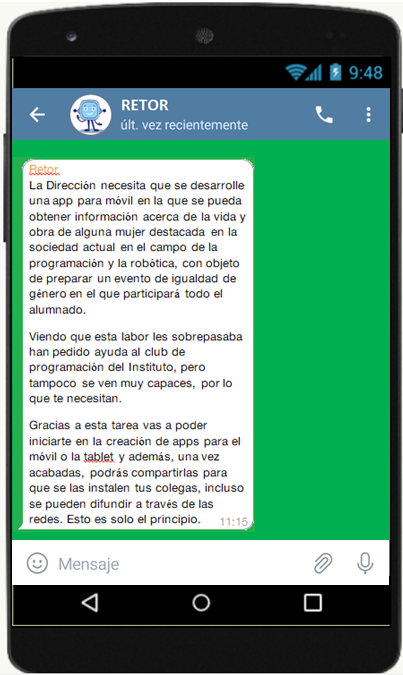 9:48
RETOR
últ. vez recientemente
Retor
La Dirección necesita que se desarrolle
una app para móvil en la que se pueda
obtener información acerca de la vida y
obra de alguna mujer destacada en la
sociedad actual en el campo de la
programación y la robótica, con objeto
de preparar un evento de igualdad de
género en el que participará todo el
alumnado.
Viendo que esta labor les sobrepasaba
han pedido ayuda al club de
programación del Instituto, pero
tampoco se ven muy capaces, por lo
que te necesitan.
Gracias a esta tarea vas a poder
iniciarte en la creación de apps para el
móvil o la tablet y además, una vez
acabadas, podrás compartirlas para
que se las instalen tus colegas, incluso
se pueden difundir a través de las
redes. Esto es solo el principio.
11:15
Mensaje